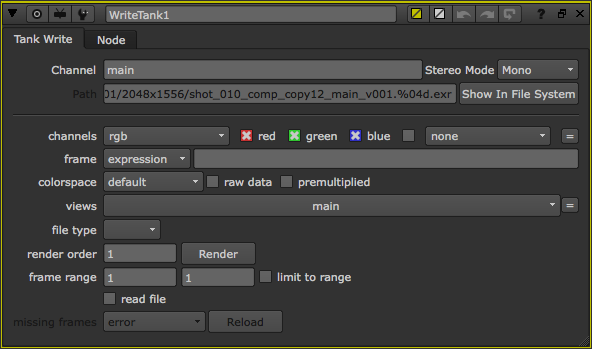 WriteTank1 ?
Tank Write Node
Channel main Stereo Mode Mono
Path 01/2048x1556/shot_010_comp_copy12_main_v001.%04d.exr Show In File System
channels rgb red green blue none =
frame expression
colorspace default raw data premultiplied
views main =
file type
render order 1 Render
frame range 1 1 limit to range
read file
missing frames error Reload